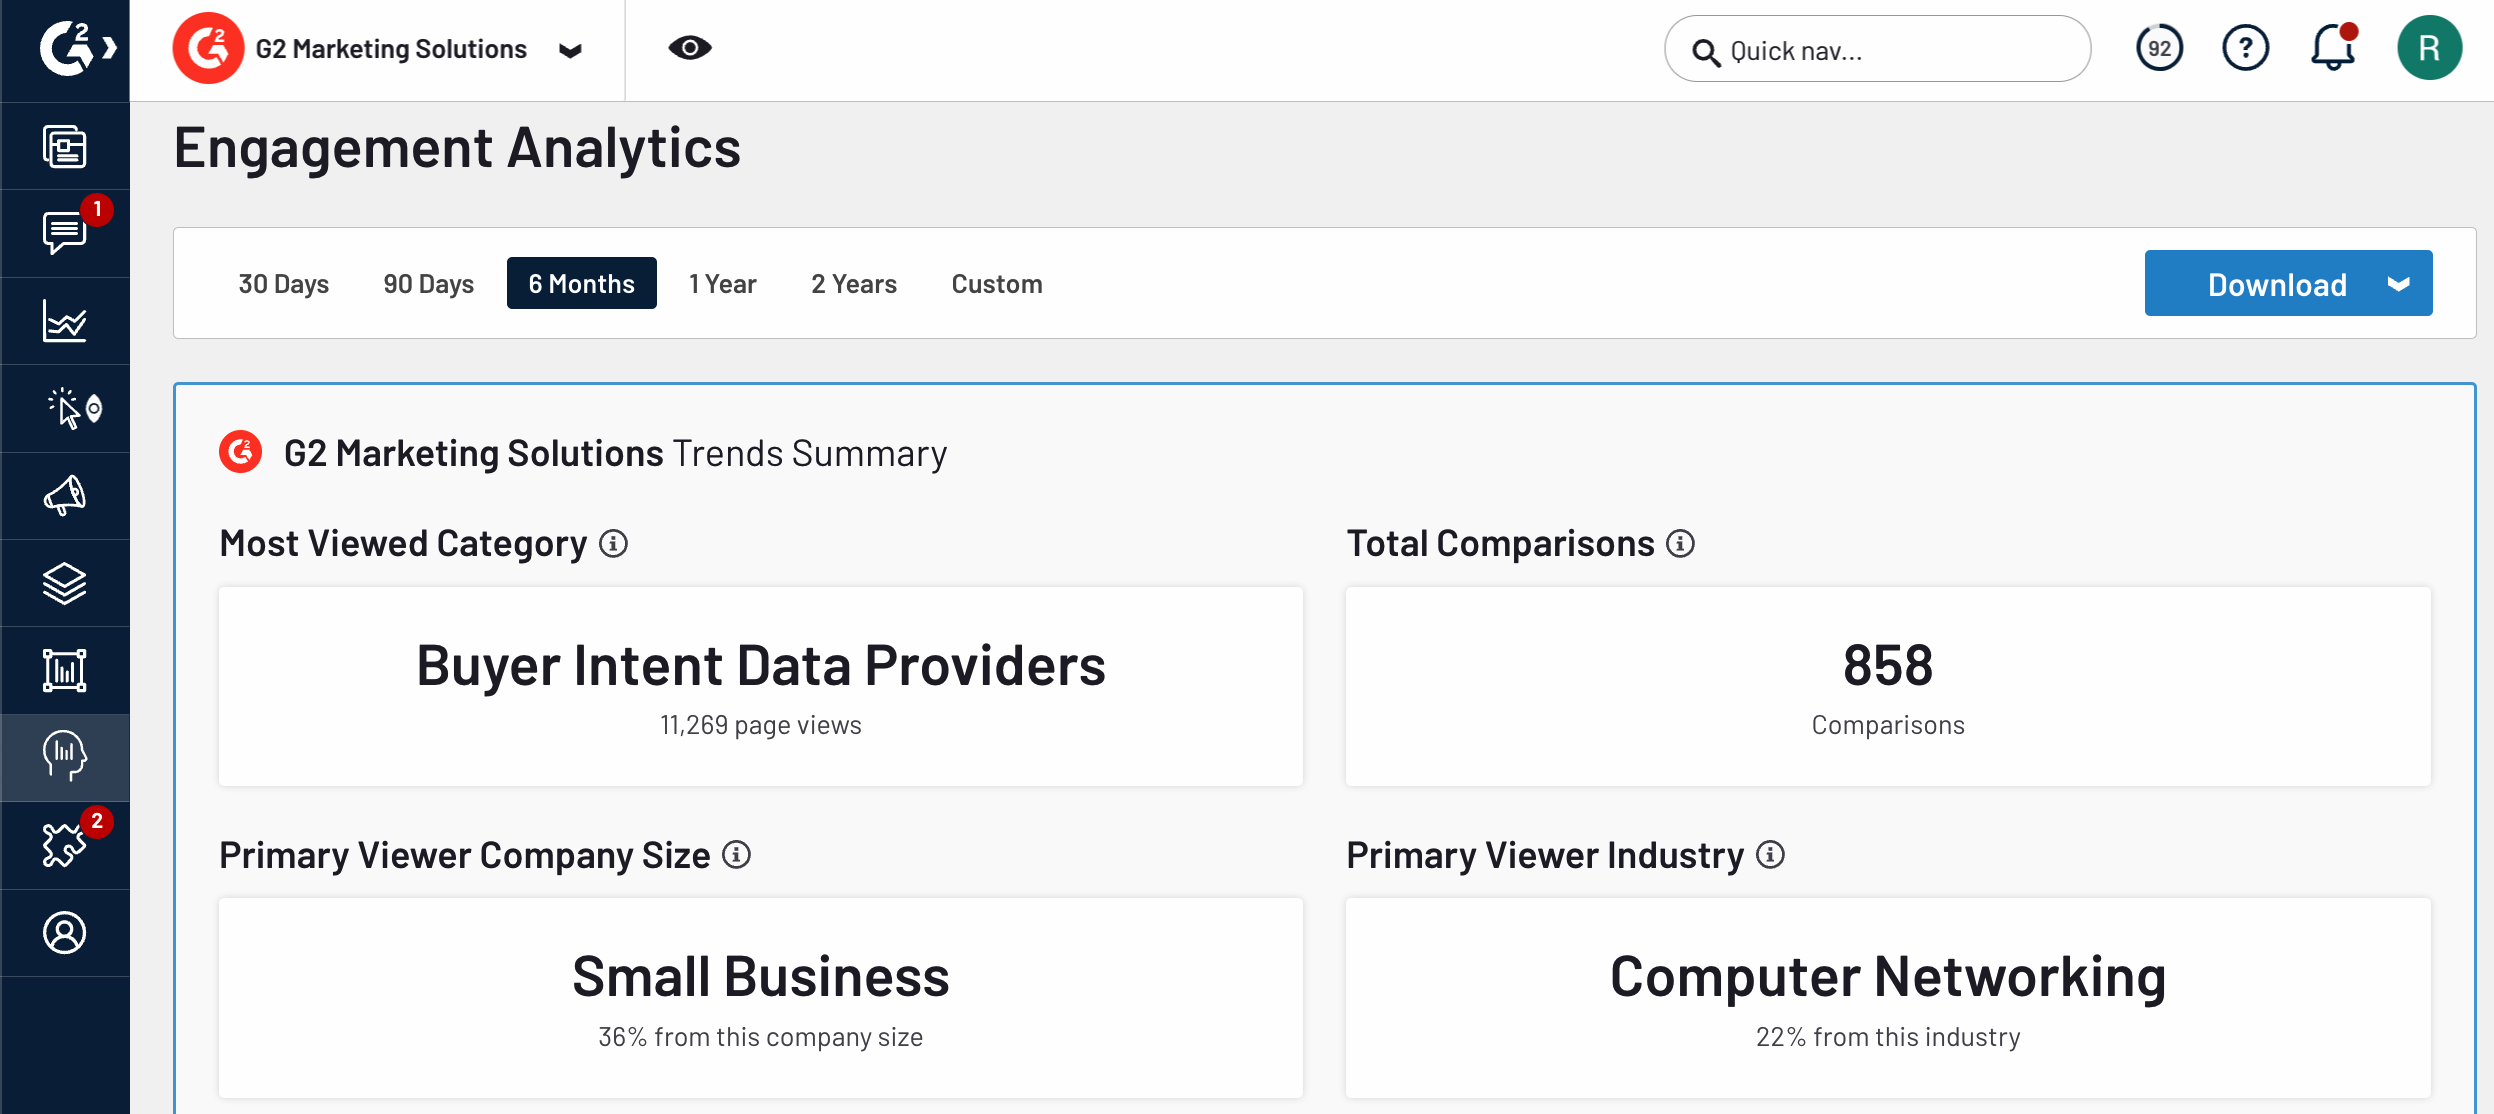 G2
G2 Marketing Solutions
Quick nav...
92
?
R
Engagement Analytics
1
30 Days 90 Days 6 Months 1 Year 2 Years Custom
Download
G2 Marketing Solutions Trends Summary
Most Viewed Category
Total Comparisons
Buyer Intent Data Providers
11,269 page views
858
Comparisons
Primary Viewer Company Size
Primary Viewer Industry
2
Small Business
36% from this company size
Computer Networking
22% from this industry